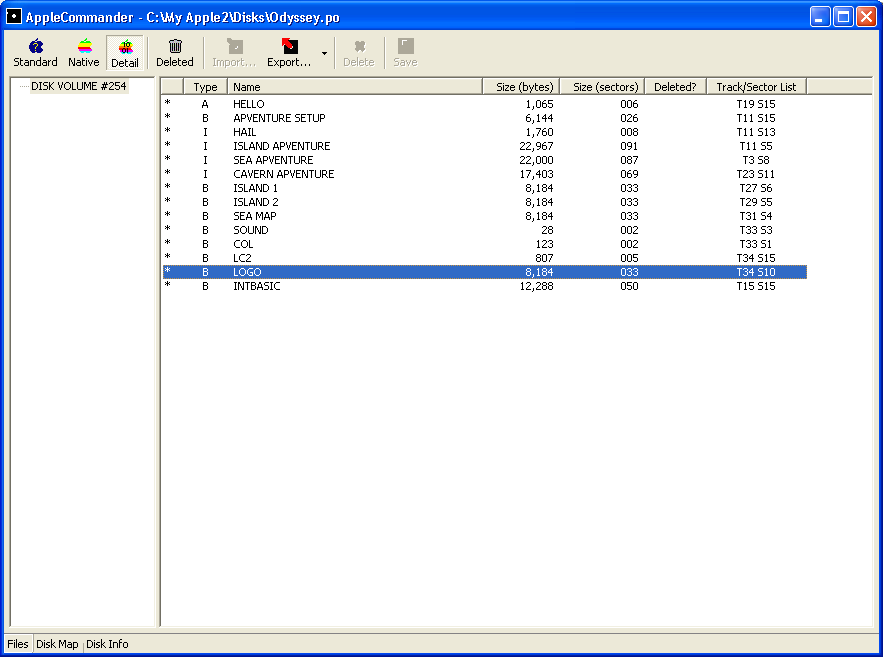 AppleCommander - C:\My Apple2\Disks\Odyssey.po
Standard Native Detail Deleted Import... Export... Delete Save
DISK VOLUME #254
Type Name Size (bytes) Size (sectors) Deleted? Track/Sector List
* A HELLO 1,065 006 T19 S15
* B APVENTURE SETUP 6,144 026 T11 S15
* I HAIL 1,760 008 T11 S13
* I ISLAND APVENTURE 22,967 091 T11 S5
* I SEA APVENTURE 22,000 087 T3 S8
* I CAVERN APVENTURE 17,403 069 T23 S11
* B ISLAND 1 8,184 033 T27 S6
* B ISLAND 2 8,184 033 T29 S5
* B SEA MAP 8,184 033 T31 S4
* B SOUND 28 002 T33 S3
* B COL 123 002 T33 S1
* B LC2 807 005 T34 S15
* B LOGO 8,184 033 T34 S10
* B INTBASIC 12,288 050 T15 S15
Files Disk Map Disk Info